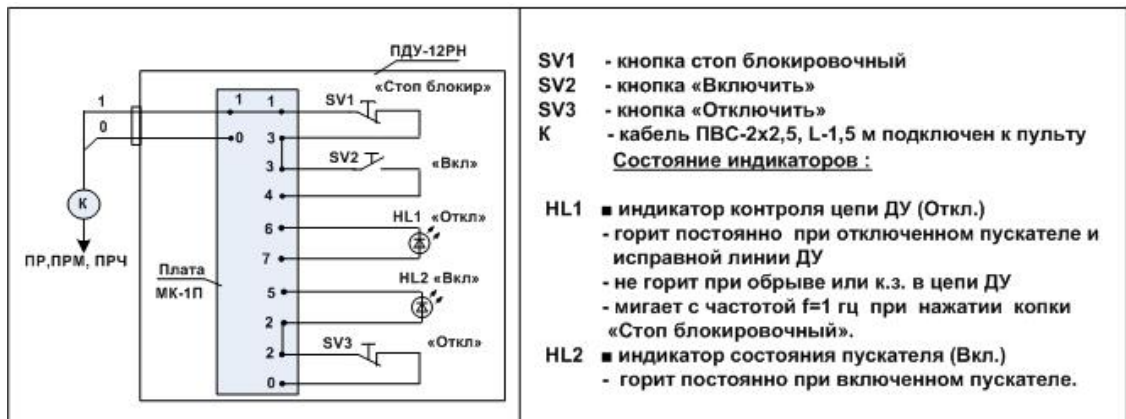 ПДУ-12РН
«Стоп блокир»
1
0
1
1
0
SV1
3
3
SV2
«Вкл»
4
К
HL1 «Откл»
6
7
ПР,ПРМ, ПРЧ
Плата
МК-1П
HL2 «Вкл»
5
2
2
SV3
«Откл»
0
SV1 - кнопка стоп блокировочный
SV2 - кнопка «Включить»
SV3 - кнопка «Отключить»
К - кабель ПВС-2х2,5, L-1,5 м подключен к пульту
Состояние индикаторов :
HL1 ■ индикатор контроля цепи ДУ (Откл.)
- горит постоянно при отключенном пускателе и
исправной линии ДУ
- не горит при обрыве или к.з. в цепи ДУ
- мигает с частотой f=1 гц при нажатии копки
«Стоп блокировочный».
HL2 ■ индикатор состояния пускателя (Вкл.)
- горит постоянно при включенном пускателе.